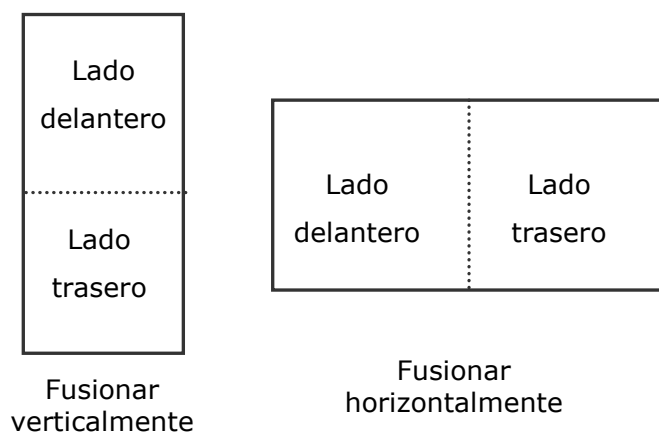 Lado
delantero
Lado
trasero
Fusionar
verticalmente
Lado
delantero
Lado
trasero
Fusionar
horizontalmente